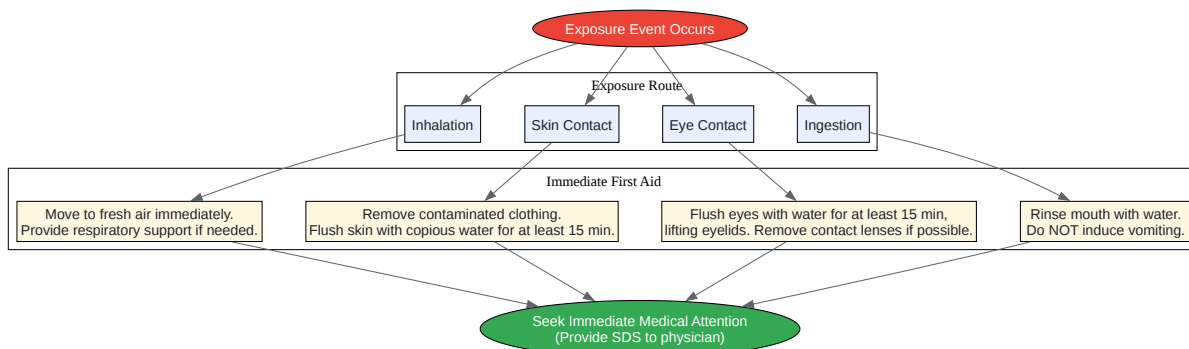 Exposure Event Occurs
Exposure Route
Inhalation
Skin Contact
Eye Contact
Ingestion
Immediate First Aid
Move to fresh air immediately.
Provide respiratory support if needed.
Remove contaminated clothing.
Flush skin with copious water for at least 15 min.
Flush eyes with water for at least 15 min,
lifting eyelids. Remove contact lenses if possible.
Rinse mouth with water.
Do NOT induce vomiting.
Seek Immediate Medical Attention
(Provide SDS to physician)